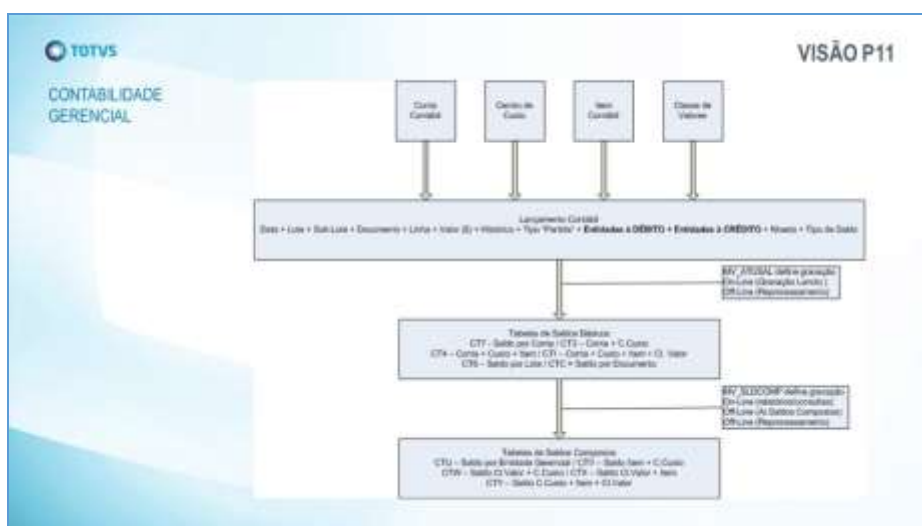 TOTVS
VISÃO P11
CONTABILIDADE
GERENCIAL
Conta
Contábil
Centro de
Custo
Item
Contábil
Classe de
Valores
Lançamento Contábil
Data + Lote + Sub-Lote + Documento + Linha + Valor ($) + Histórico + Tipo "Partida" + Entidades à DÉBITO + Entidades à CRÉDITO + Moeda + Tipo de Saldo
MV_ATUSAL define gravação
On-Line (Gravação Lancto.)
Off-Line (Reprocessamento)
Tabelas de Saldos Básicos
CT7 - Saldo por Conta / CT3 – Conta + C.Custo
CT4 – Conta + Custo + Item / CTI – Conta + Custo + Item + Cl. Valor
CT6 – Saldo por Lote / CTC = Saldo por Documento
MV_SLDCOMP define gravação
On-Line (relatórios/consultas)
Off-Line (At.Saldos Compostos)
Off-Line (Reprocessamento)
Tabelas de Saldos Compostos
CTU – Saldo por Entidade Gerencial / CTV – Saldo Item + C.Custo
CTW – Saldo Cl.Valor + C.Custo / CTX – Saldo Cl.Valor + Item
CTY – Saldo C.Custo + Item + Cl.Valor